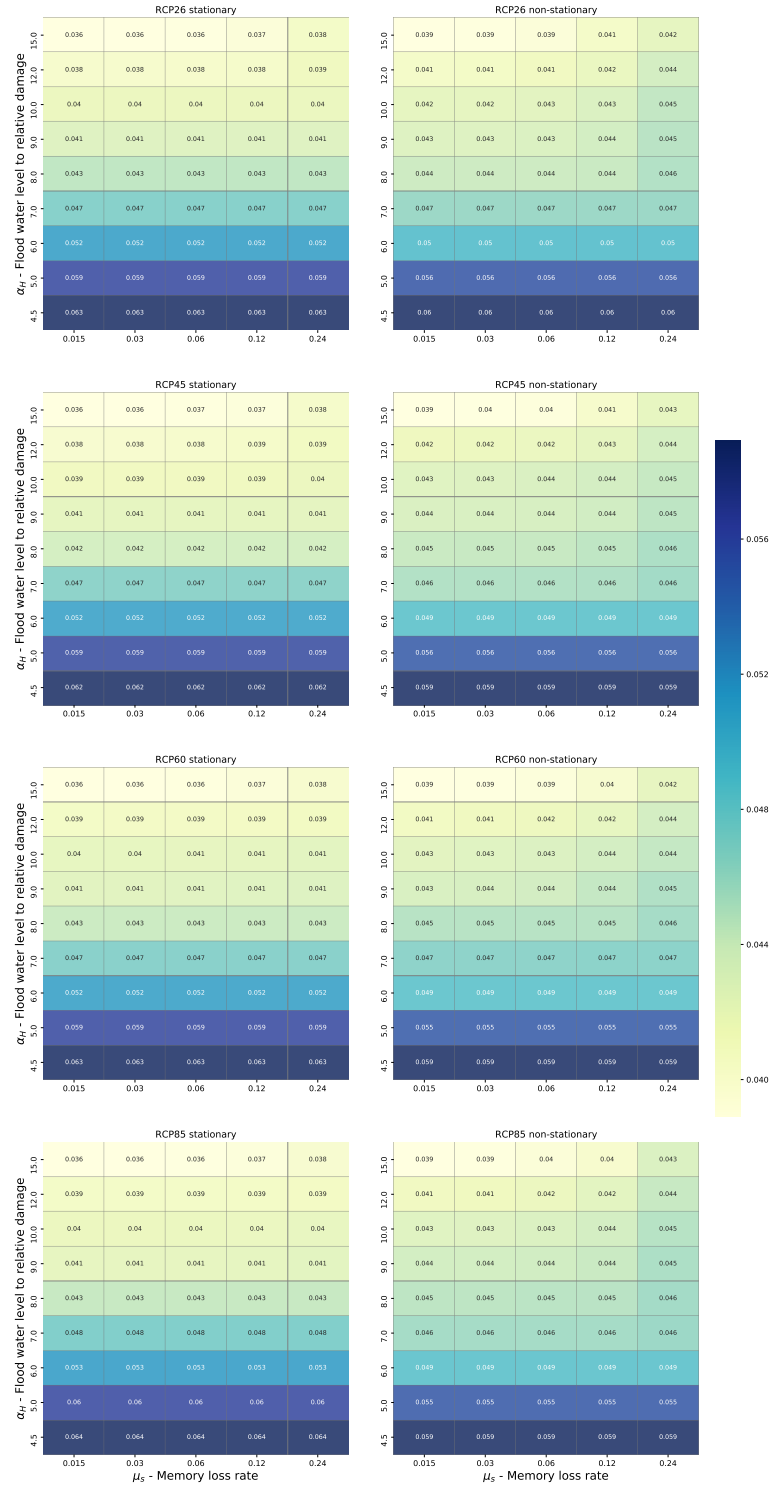 RCP26 stationary
RCP26 non-stationary
15.0 0.036 0.036 0.036 0.037 0.038 15.0 0.039 0.039 0.039 0.041 0.042
12.0 0.038 0.038 0.038 0.038 0.039 12.0 0.041 0.041 0.041 0.042 0.044
10.0 0.04 0.04 0.04 0.04 0.04 10.0 0.042 0.042 0.043 0.043 0.045
9.0 0.041 0.041 0.041 0.041 0.041 9.0 0.043 0.043 0.043 0.044 0.045
8.0 0.043 0.043 0.043 0.043 0.043 8.0 0.044 0.044 0.044 0.044 0.046
7.0 0.047 0.047 0.047 0.047 0.047 7.0 0.047 0.047 0.047 0.047 0.047
6.0 0.052 0.052 0.052 0.052 0.052 6.0 0.05 0.05 0.05 0.05 0.05
5.0 0.059 0.059 0.059 0.059 0.059 5.0 0.056 0.056 0.056 0.056 0.056
4.5 0.063 0.063 0.063 0.063 0.063 4.5 0.06 0.06 0.06 0.06 0.06
0.015 0.03 0.06 0.12 0.24 0.015 0.03 0.06 0.12 0.24
αH - Flood water level to relative damage
RCP45 stationary
RCP45 non-stationary
15.0 0.036 0.036 0.037 0.037 0.038 15.0 0.039 0.04 0.04 0.041 0.043
12.0 0.038 0.038 0.039 0.039 0.039 12.0 0.042 0.042 0.042 0.043 0.044
10.0 0.039 0.039 0.039 0.039 0.04 10.0 0.043 0.043 0.044 0.044 0.045
9.0 0.041 0.041 0.041 0.041 0.041 9.0 0.044 0.044 0.044 0.044 0.045
8.0 0.042 0.042 0.042 0.042 0.042 8.0 0.045 0.045 0.045 0.045 0.046
7.0 0.047 0.047 0.047 0.047 0.047 7.0 0.046 0.046 0.046 0.046 0.046
6.0 0.052 0.052 0.052 0.052 0.052 6.0 0.049 0.049 0.049 0.049 0.049
5.0 0.059 0.059 0.059 0.059 0.059 5.0 0.056 0.056 0.056 0.056 0.056
4.5 0.062 0.062 0.062 0.062 0.062 4.5 0.059 0.059 0.059 0.059 0.059
0.015 0.03 0.06 0.12 0.24 0.015 0.03 0.06 0.12 0.24
αH - Flood water level to relative damage
RCP60 stationary
RCP60 non-stationary
15.0 0.036 0.036 0.036 0.037 0.038 15.0 0.039 0.039 0.039 0.04 0.042
12.0 0.039 0.039 0.039 0.039 0.039 12.0 0.041 0.041 0.042 0.042 0.044
10.0 0.04 0.04 0.041 0.041 0.041 10.0 0.043 0.043 0.043 0.043 0.044
9.0 0.041 0.041 0.041 0.041 0.041 9.0 0.043 0.044 0.044 0.044 0.045
8.0 0.043 0.043 0.043 0.043 0.043 8.0 0.045 0.045 0.045 0.045 0.046
7.0 0.047 0.047 0.047 0.047 0.047 7.0 0.047 0.047 0.047 0.047 0.047
6.0 0.052 0.052 0.052 0.052 0.052 6.0 0.049 0.049 0.049 0.049 0.049
5.0 0.059 0.059 0.059 0.059 0.059 5.0 0.055 0.055 0.055 0.055 0.055
4.5 0.063 0.063 0.063 0.063 0.063 4.5 0.059 0.059 0.059 0.059 0.059
0.015 0.03 0.06 0.12 0.24 0.015 0.03 0.06 0.12 0.24
αH - Flood water level to relative damage
RCP85 stationary
RCP85 non-stationary
15.0 0.036 0.036 0.036 0.037 0.038 15.0 0.039 0.039 0.04 0.04 0.043
12.0 0.039 0.039 0.039 0.039 0.039 12.0 0.041 0.041 0.042 0.042 0.044
10.0 0.04 0.04 0.04 0.04 0.04 10.0 0.043 0.043 0.043 0.043 0.045
9.0 0.041 0.041 0.041 0.041 0.041 9.0 0.044 0.044 0.044 0.044 0.045
8.0 0.043 0.043 0.043 0.043 0.043 8.0 0.045 0.045 0.045 0.045 0.046
7.0 0.048 0.048 0.048 0.048 0.048 7.0 0.046 0.046 0.046 0.046 0.046
6.0 0.053 0.053 0.053 0.053 0.053 6.0 0.049 0.049 0.049 0.049 0.049
5.0 0.06 0.06 0.06 0.06 0.06 5.0 0.055 0.055 0.055 0.055 0.055
4.5 0.064 0.064 0.064 0.064 0.064 4.5 0.059 0.059 0.059 0.059 0.059
0.015 0.03 0.06 0.12 0.24 0.015 0.03 0.06 0.12 0.24
αH - Flood water level to relative damage
μs - Memory loss rate
μs - Memory loss rate
0.056
0.052
0.048
0.044
0.040